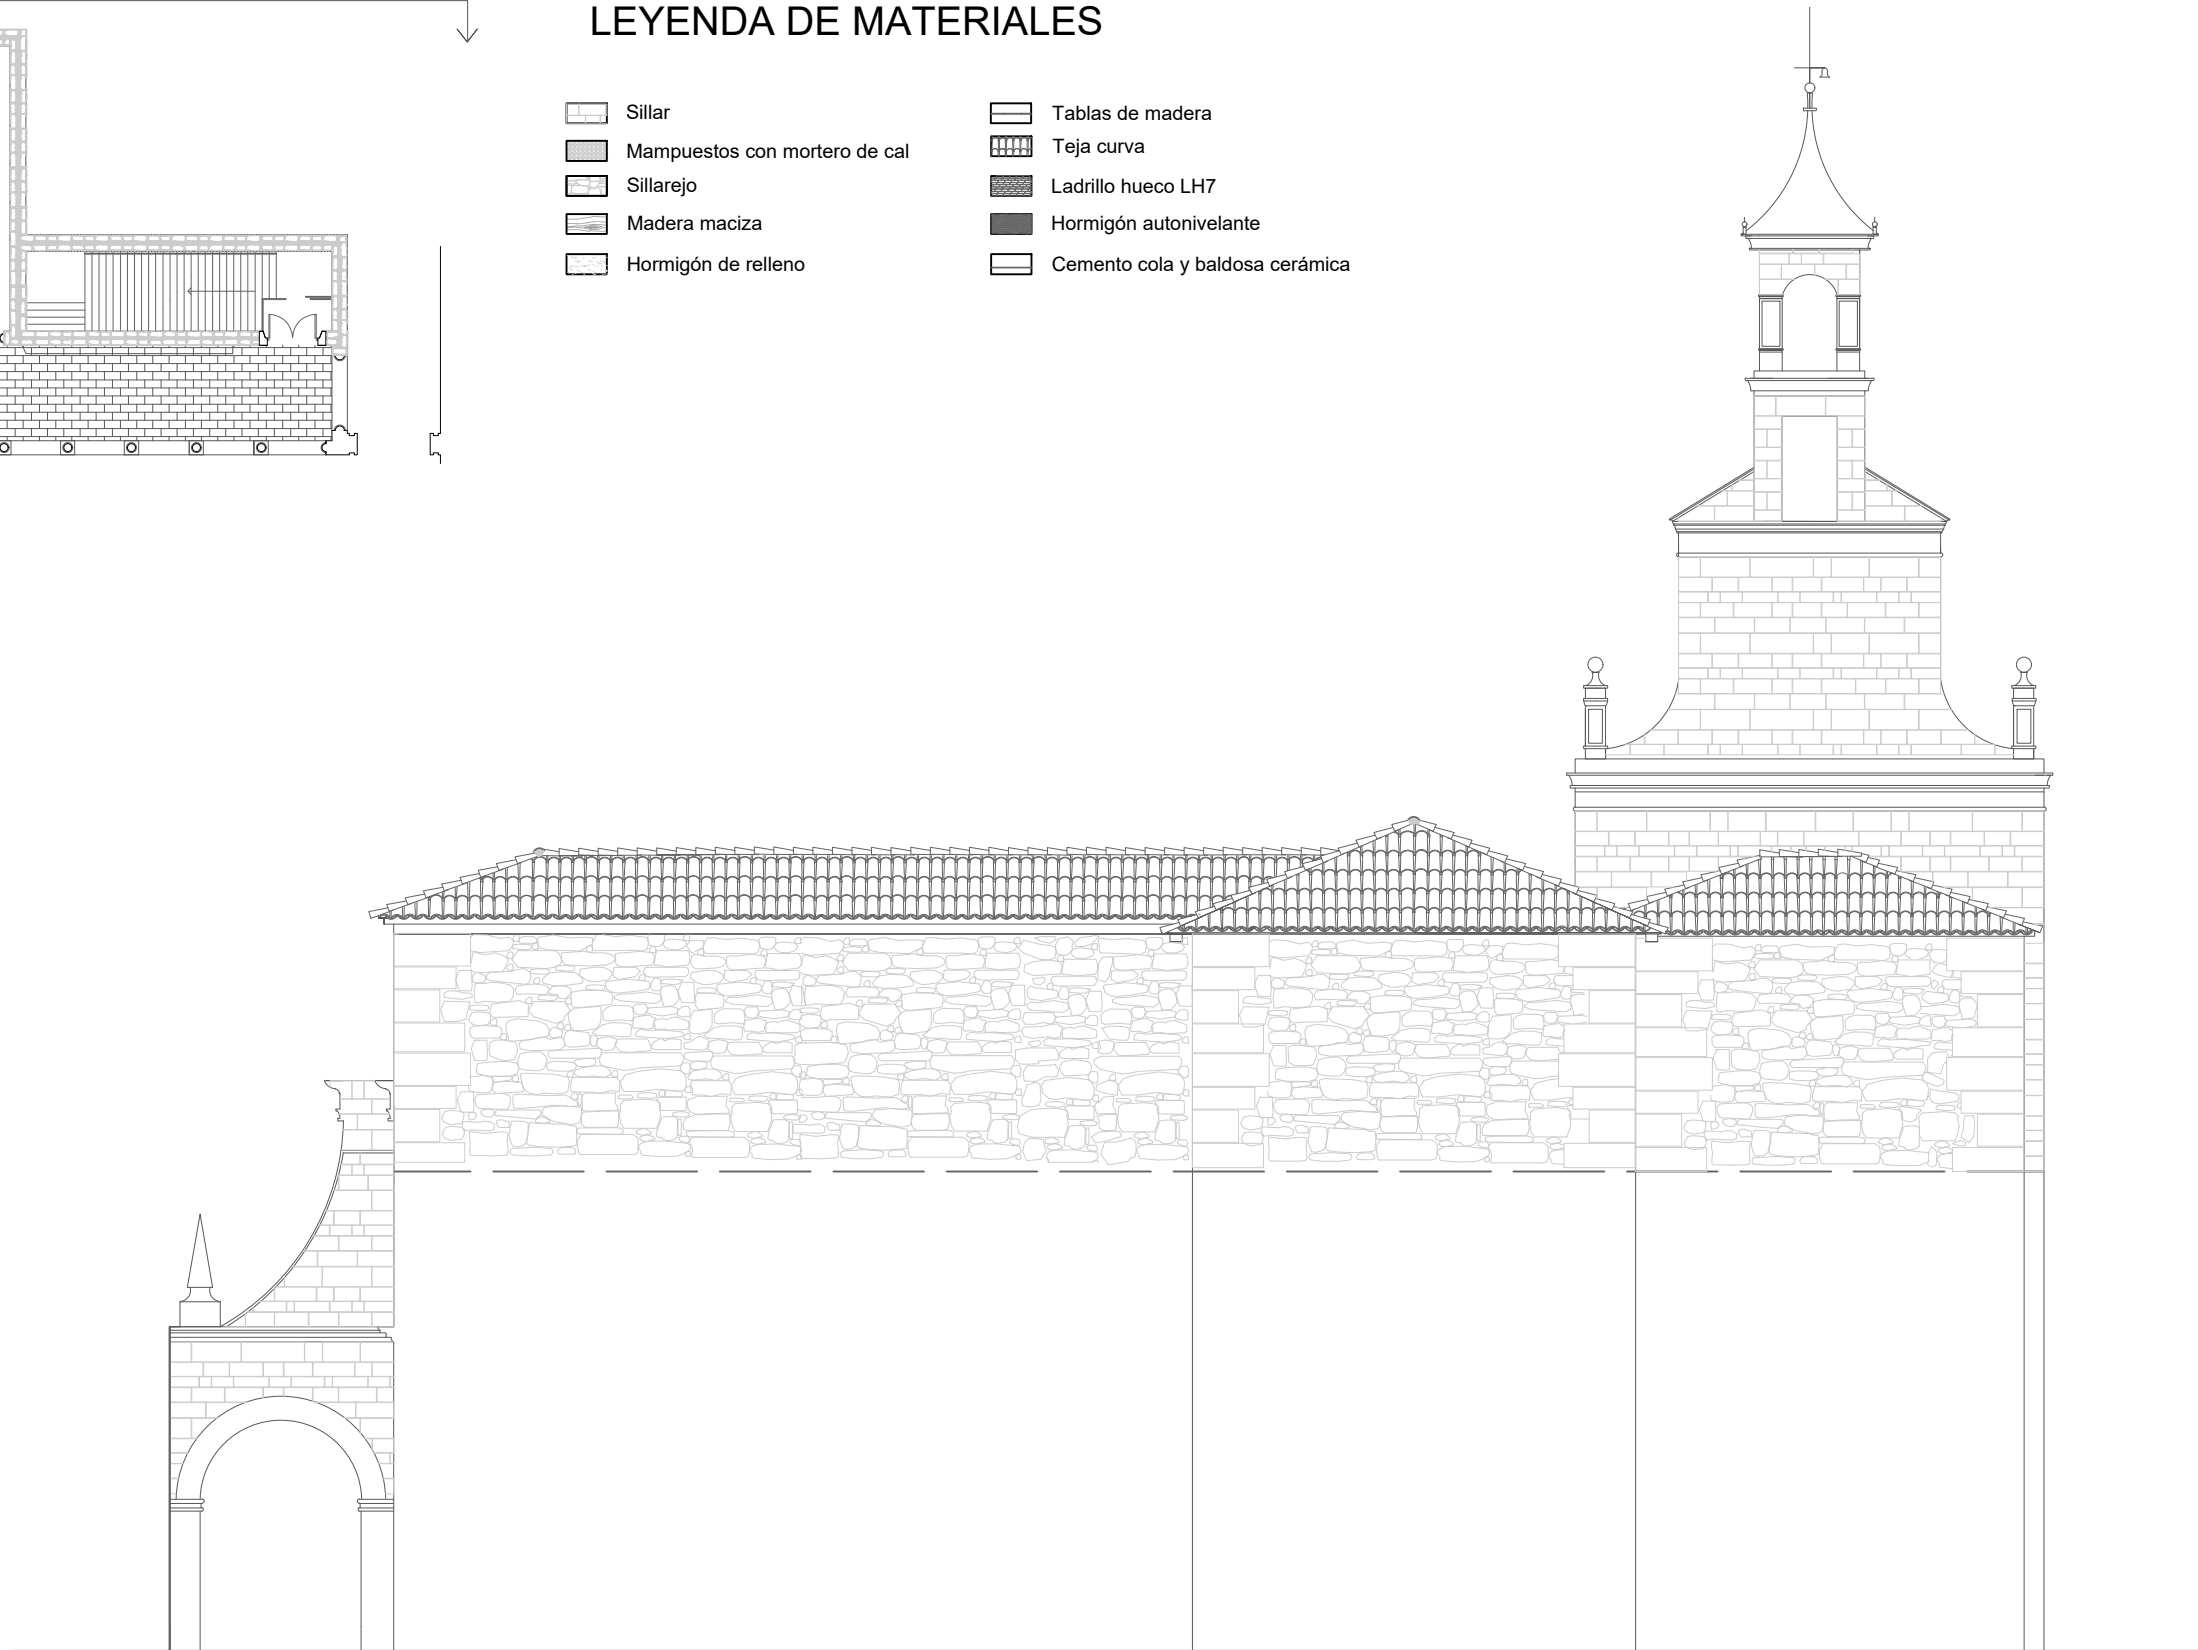 LEYENDA DE MATERIALES
Sillar
Mampuestos con mortero de cal
Sillarejo
Madera maciza
Hormigón de relleno
Tablas de madera
Teja curva
Ladrillo hueco LH7
Hormigón autonivelante
Cemento cola y baldosa cerámica